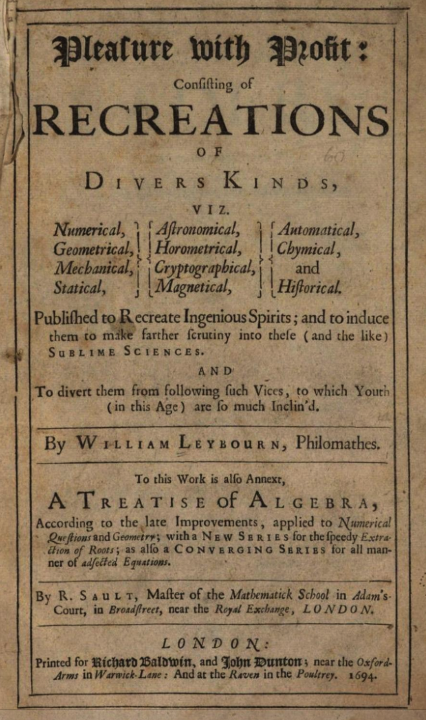 Pleaſure with Profit:
Conſiſting of
RECREATIONS
OF
DIVERS KINDS,
VIZ.
Numerical, Aſtronomical, Automatical,
Geometrical, Horometrical, Chymical,
Mechanical, Cryptographical, and
Statical, Magnetical, Hiſtorical.
Publiſhed to Recreate Ingenious Spirits; and to induce
them to make farther ſcrutiny into theſe (and the like)
SUBLIME SCIENCES.
AND
To divert them from following ſuch Vices, to which Youth
(in this Age) are ſo much Inclin'd.
By WILLIAM LEYBOURN, Philomathes.
To this Work is alſo Annext,
A TREATISE of ALGEBRA,
According to the late Improvements, applied to Numerical
Queſtions and Geometry; with a NEW SERIES for the ſpeedy Extra-
ction of Roots; as alſo a CONVERGING SERIES for all man-
ner of adfected Equations.
By R. SAULT, Maſter of the Mathematick School in Adam's-
Court, in Broadſtreet, near the Royal Exchange, LONDON.
LONDON:
Printed for Richard Baldwin, and John Dunton; near the Oxford-
Arms in Warwick-Lane: And at the Raven in the Poultrey. 1694.